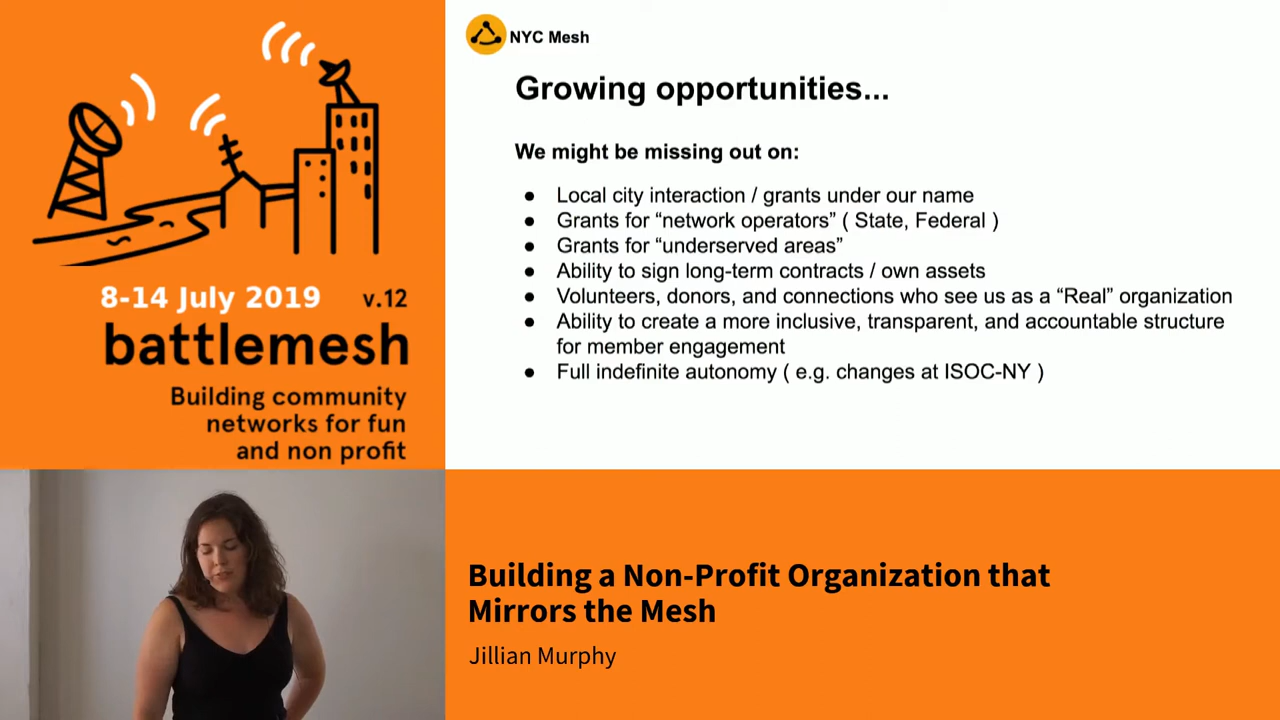 8-14 July 2019 v.12
battlemesh
Building community
networks for fun
and non profit
NYC Mesh
Growing opportunities...
We might be missing out on:
● Local city interaction / grants under our name
● Grants for “network operators” ( State, Federal )
● Grants for “underserved areas”
● Ability to sign long-term contracts / own assets
● Volunteers, donors, and connections who see us as a “Real” organization
● Ability to create a more inclusive, transparent, and accountable structure
for member engagement
● Full indefinite autonomy ( e.g. changes at ISOC-NY )
Building a Non-Profit Organization that
Mirrors the Mesh
Jillian Murphy